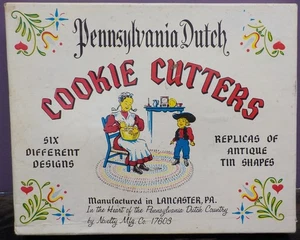 Pennsylvania Dutch
COOKIE CUTTERS
SIX
DIFFERENT
DESIGNS
REPLICAS OF
ANTIQUE
TIN SHAPES
Manufactured in LANCASTER, PA.
In the Heart of the Pennsylvania Dutch Country
by Novelty Mfg. Co. 17603